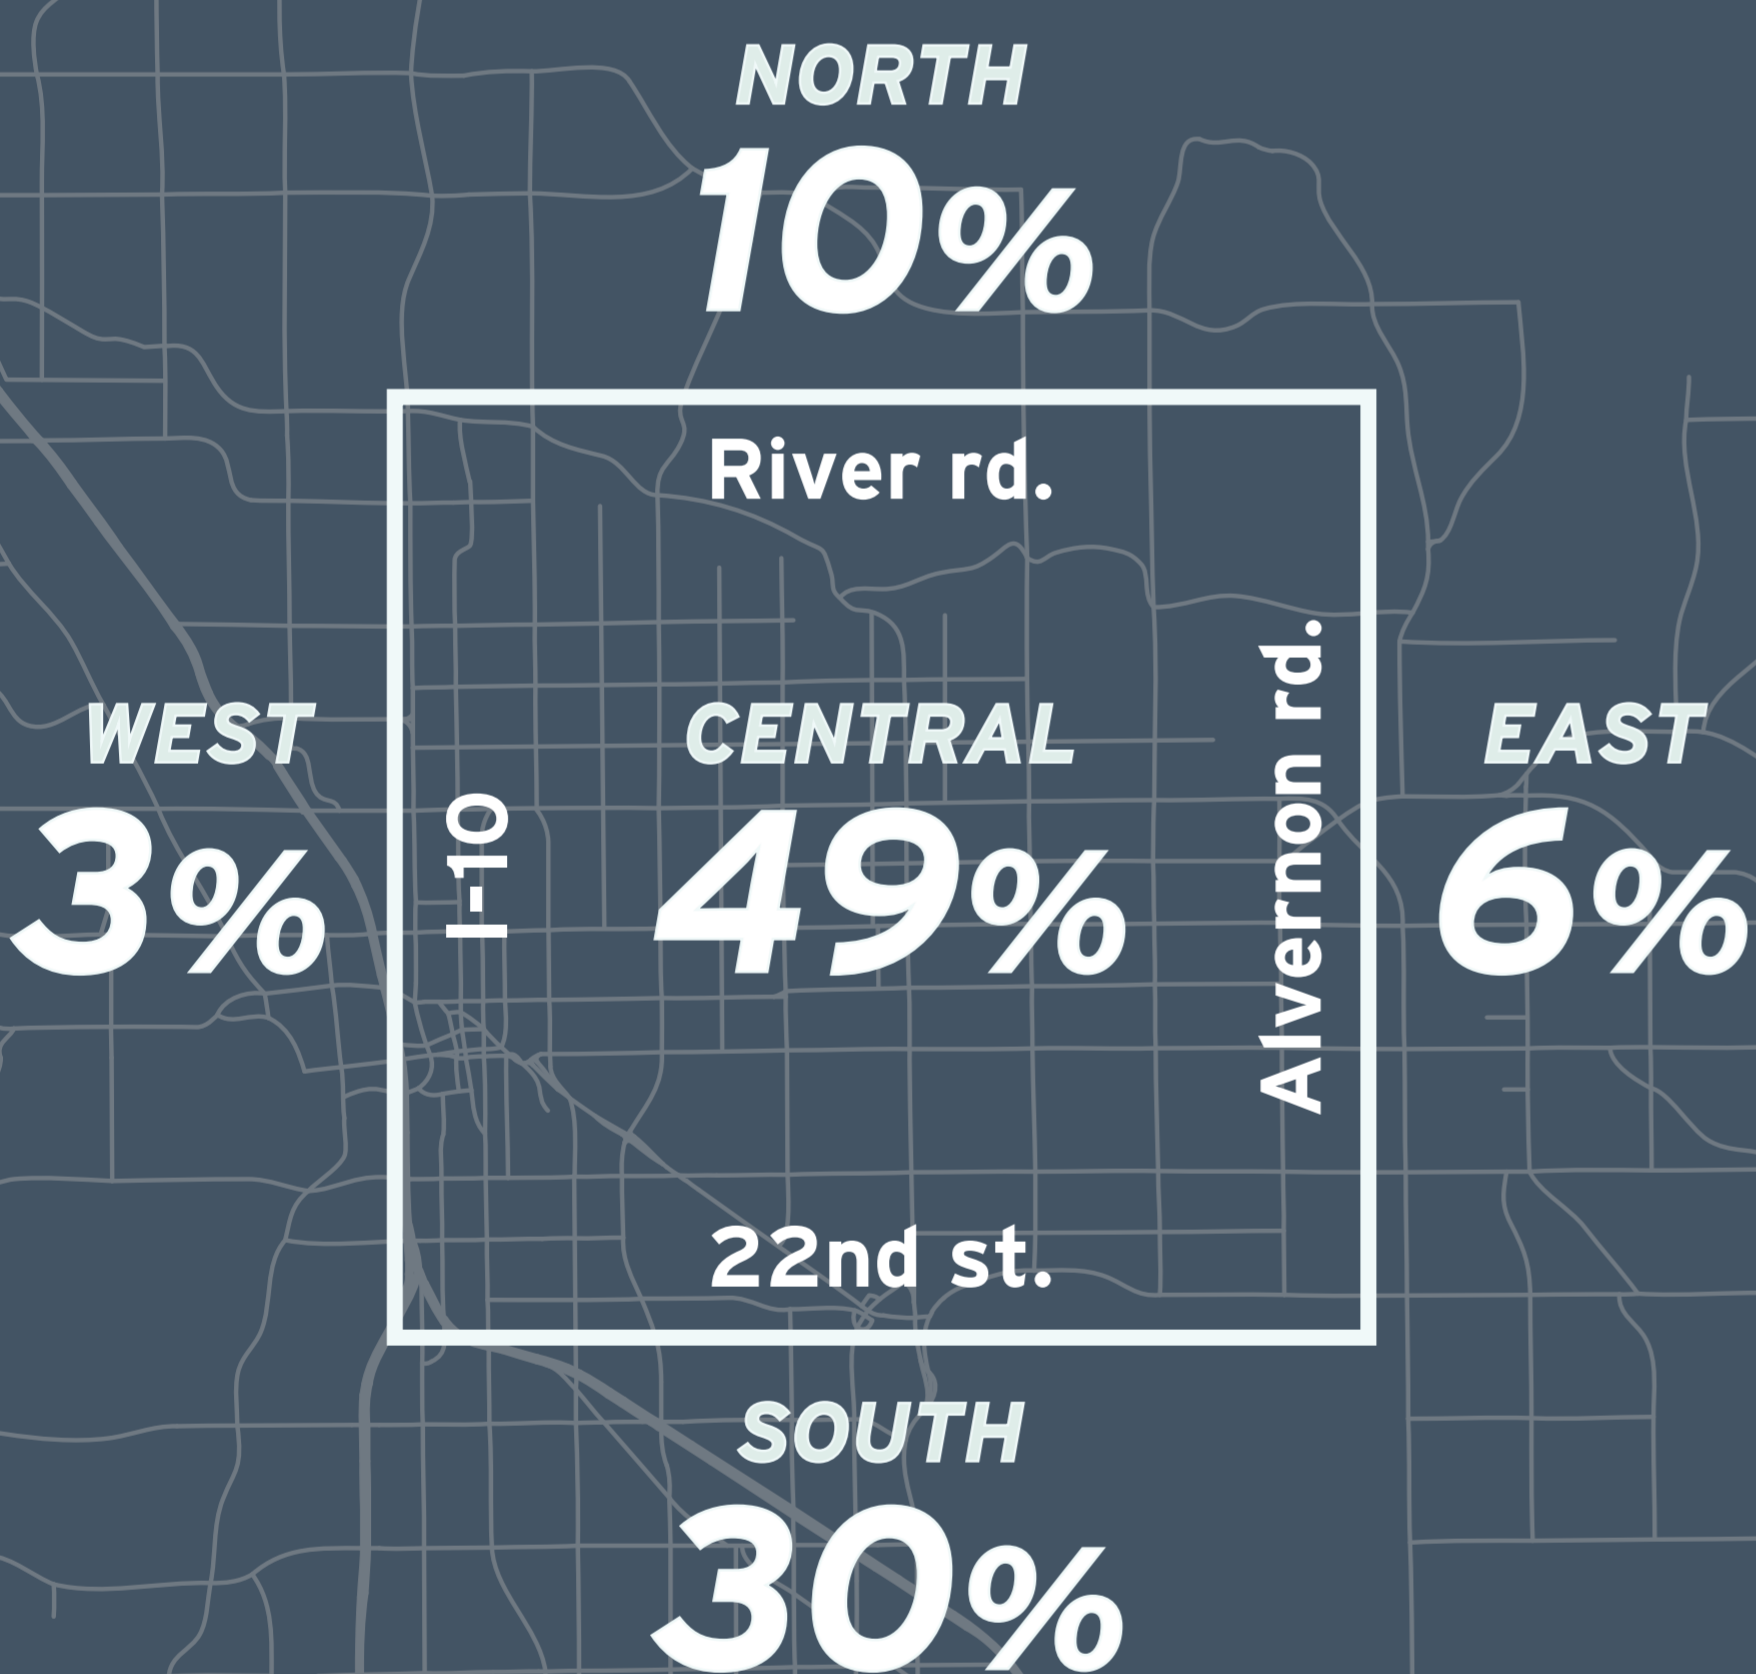 NORTH
10%
River rd.
WEST
3%
I-10
CENTRAL
49%
Alvernon rd.
EAST
6%
22nd st.
SOUTH
30%